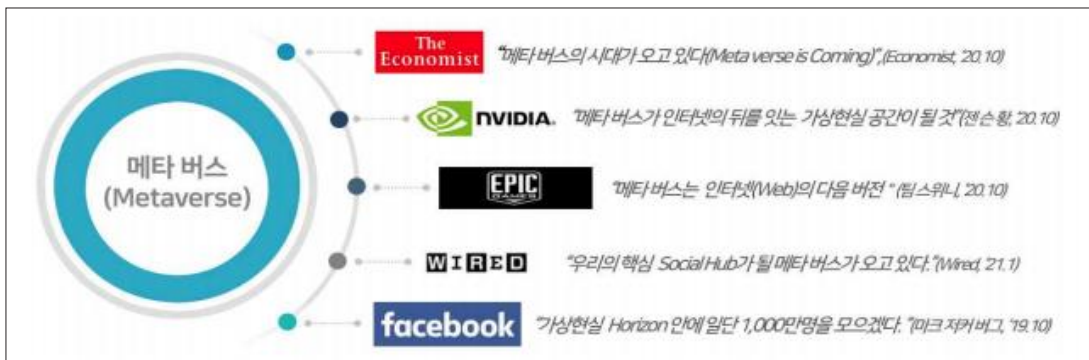 The
Economist
"메타 버스의 시대가 오고 있다(Meta verse is Coming)",(Economist, '20.10)
NVIDIA.
"메타 버스가 인터넷의 뒤를 잇는 가상현실 공간이 될 것"(젠슨 황, '20.10)
메타 버스
(Metaverse)
EPIC
GAMES
"메타 버스는 인터넷(Web)의 다음 버전 " (팀 스위니, '20.10)
WIRED
"우리의 핵심 Social Hub가 될 메타 버스가 오고 있다."(Wired, 21.1)
facebook
"가상현실 Horizon 안에 일단 1,000만명을 모으겠다. "(마크 저커버그, '19.10)